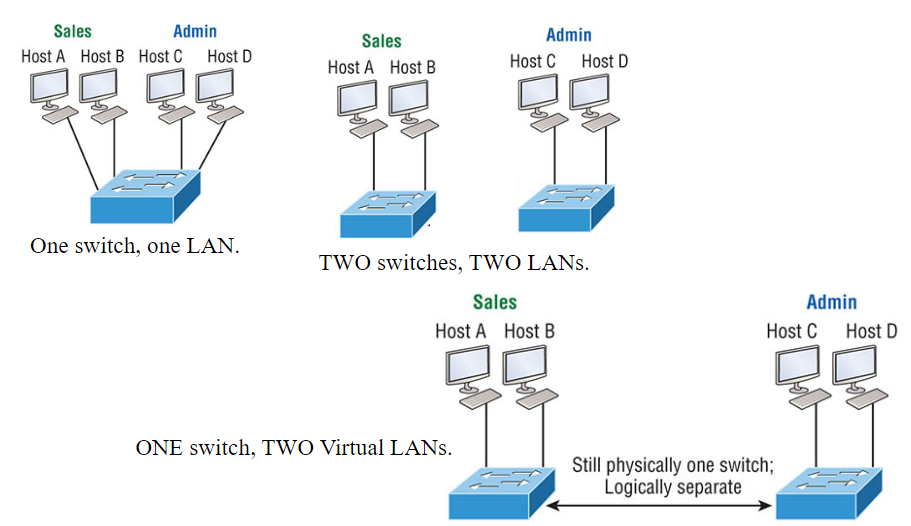 Sales Admin
Host A Host B Host C Host D
One switch, one LAN.
Sales
Host A Host B
Admin
Host C Host D
TWO switches, TWO LANs.
Sales
Host A Host B
Admin
Host C Host D
ONE switch, TWO Virtual LANs.
Still physically one switch;
Logically separate